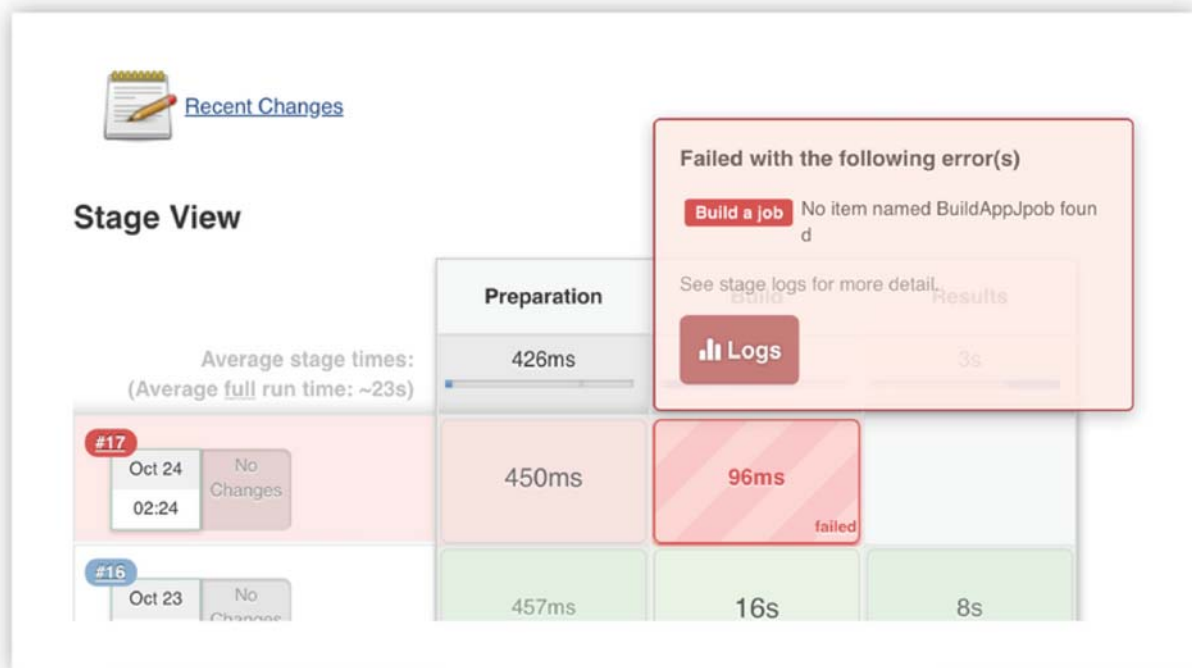 Recent Changes
Failed with the following error(s)
Build a job No item named BuildAppJpob foun
d
See stage logs for more detail.
Logs
Stage View
Preparation
Build
Results
Average stage times:
(Average full run time: ~23s)
426ms
3s
#17
Oct 24
02:24
No
Changes
450ms
96ms
failed
#16
Oct 23
No
Changes
457ms
16s
8s